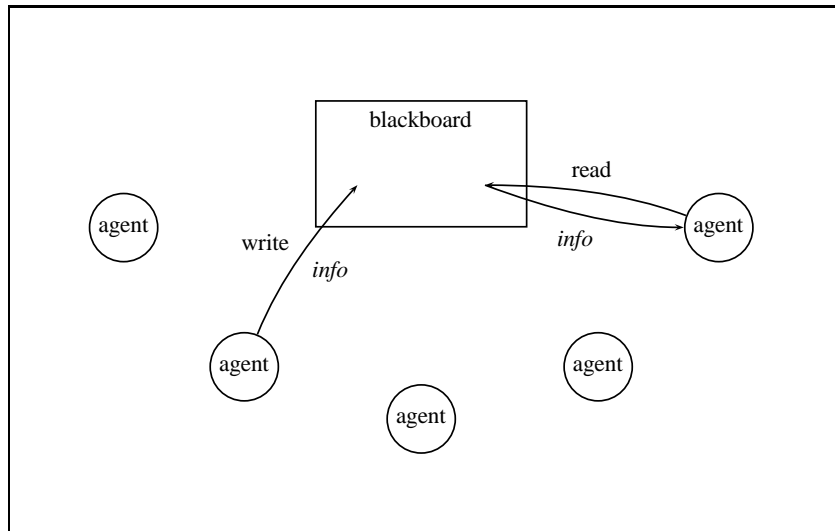 blackboard
read
agent
agent
write
info
info
agent
agent
agent